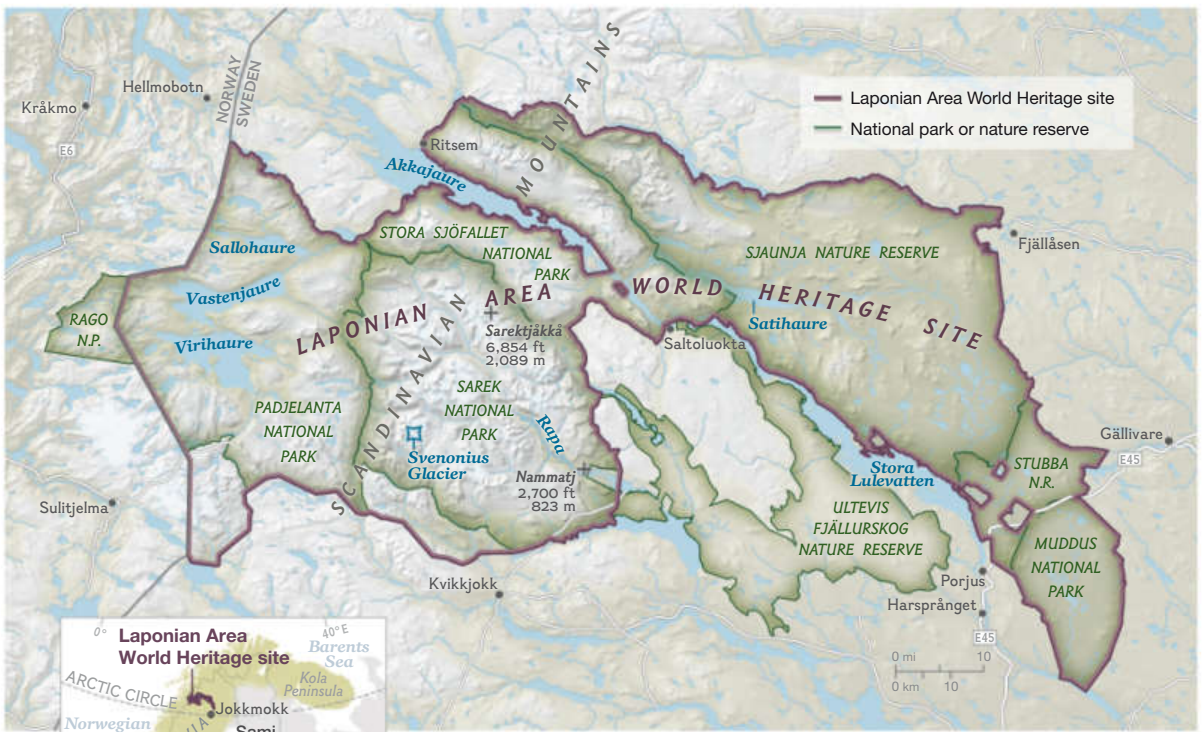 Kråkmo
Hellmobotn
NORWAY
SWEDEN
E6
MOUNTAINS
Laponian Area World Heritage site
National park or nature reserve
Ritsem
Akkajaure
Sallohaure
STORA SJÖFALLET
NATIONAL
PARK
SJAUNJA NATURE RESERVE
Fjällåsen
Vastenjaure
RAGO
N.P.
Virihaure
LAPONIAN AREA WORLD HERITAGE SITE
Sarektjåkkå
6,854 ft
2,089 m
Saltoluokta
Satihaure
SCANDINAVIAN
PADJELANTA
NATIONAL
PARK
SAREK
NATIONAL
PARK
Rapa
Svenonius
Glacier
Nammatj
2,700 ft
823 m
Gällivare
E45
Stora
Lulevatten
STUBBA
N.R.
Sulitjelma
ULTEVIS
FJÄLLURSKOG
NATURE RESERVE
MUDDUS
NATIONAL
PARK
Kvikkjokk
Porjus
Harsprånget
E45
0 mi 10
0 km 10
0° 40°E
Laponian Area
World Heritage site
Barents
Sea
Kola
Peninsula
ARCTIC CIRCLE
Jokkmokk
Norwegian
Sami